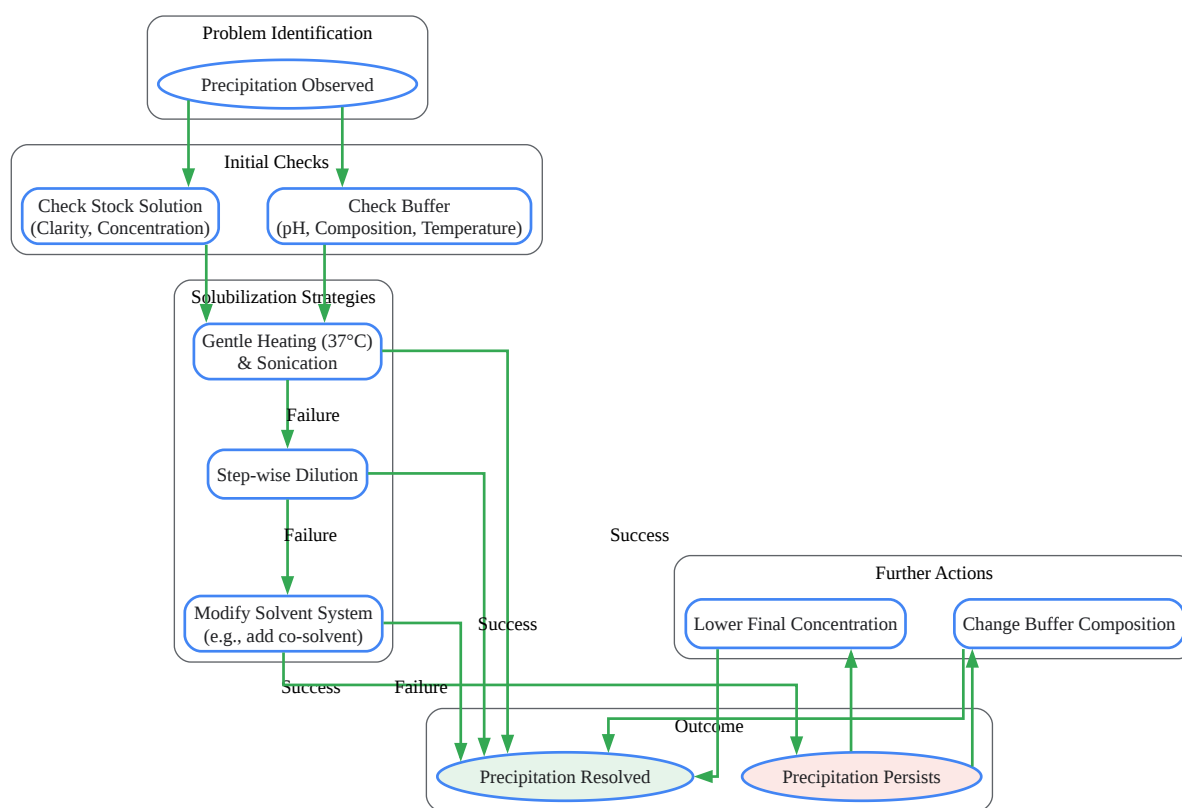 Problem Identification
Precipitation Observed
Initial Checks
Check Stock Solution
(Clarity, Concentration)
Check Buffer
(pH, Composition, Temperature)
Solubilization Strategies
Gentle Heating (37°C)
& Sonication
Failure
Step-wise Dilution
Failure
Success
Further Actions
Modify Solvent System
(e.g., add co-solvent)
Success
Lower Final Concentration
Change Buffer Composition
Success
Failure
Outcome
Precipitation Resolved
Precipitation Persists